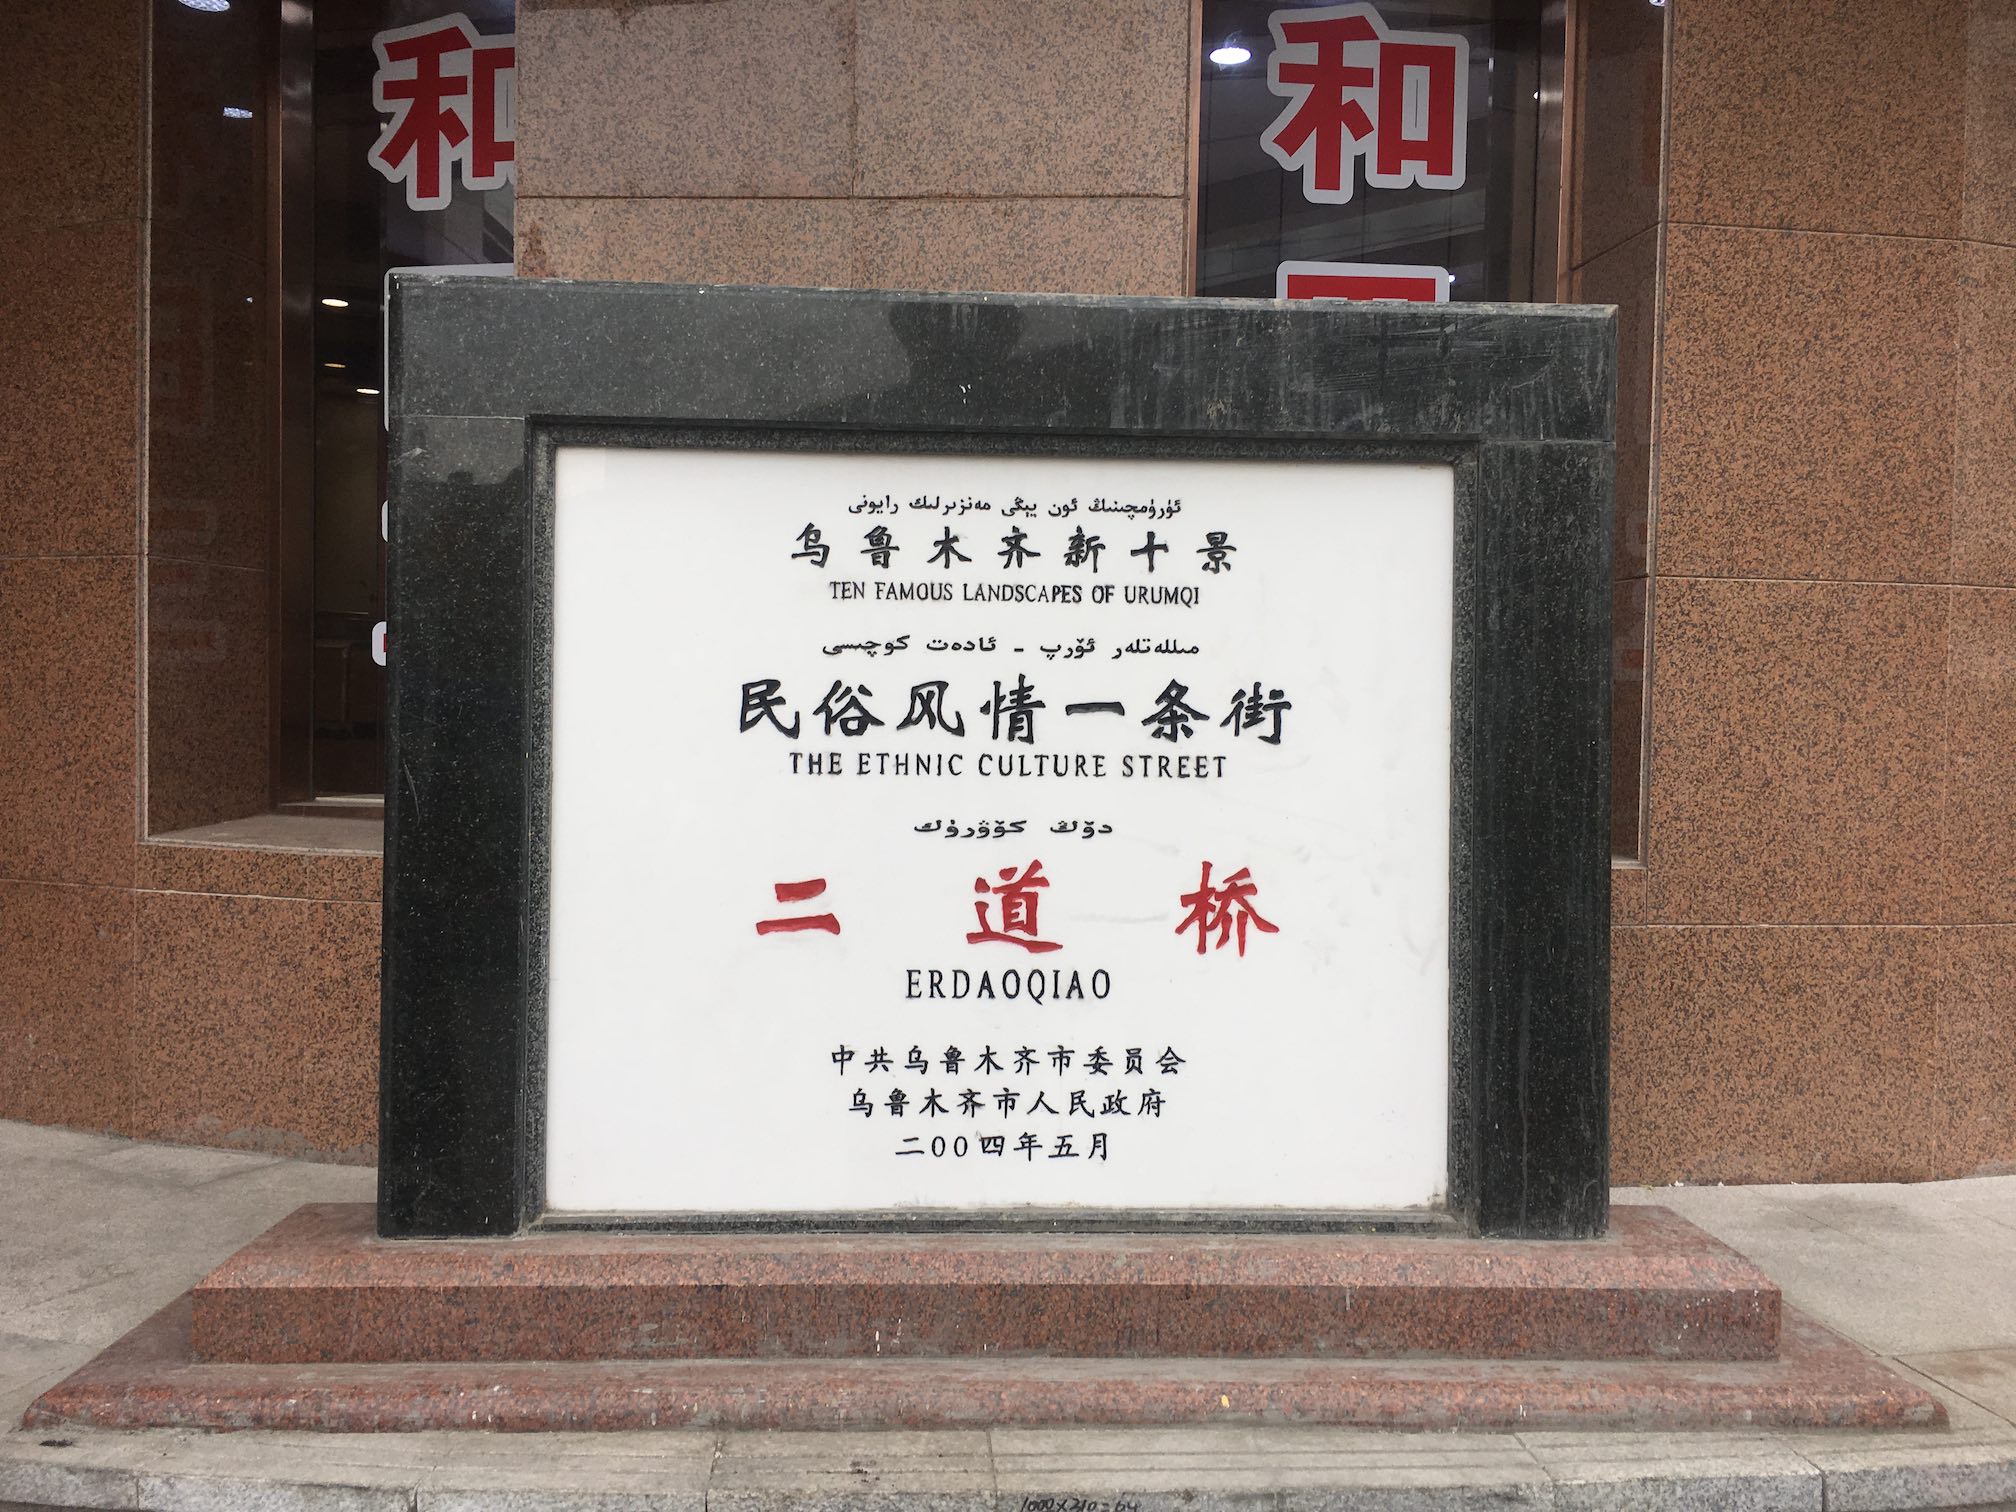 和
和
ئۈرۈمچىنىڭ ئون يېڭى مەنزىرلىك رايونى
乌鲁木齐新十景
TEN FAMOUS LANDSCAPES OF URUMQI
مىللەتلەر ئۆرپ - ئادەت كوچىسى
民俗风情一条街
THE ETHNIC CULTURE STREET
دۆڭ كۆۋرۈك
二道桥
ERDAOQIAO
中共乌鲁木齐市委员会
乌鲁木齐市人民政府
二00四年五月